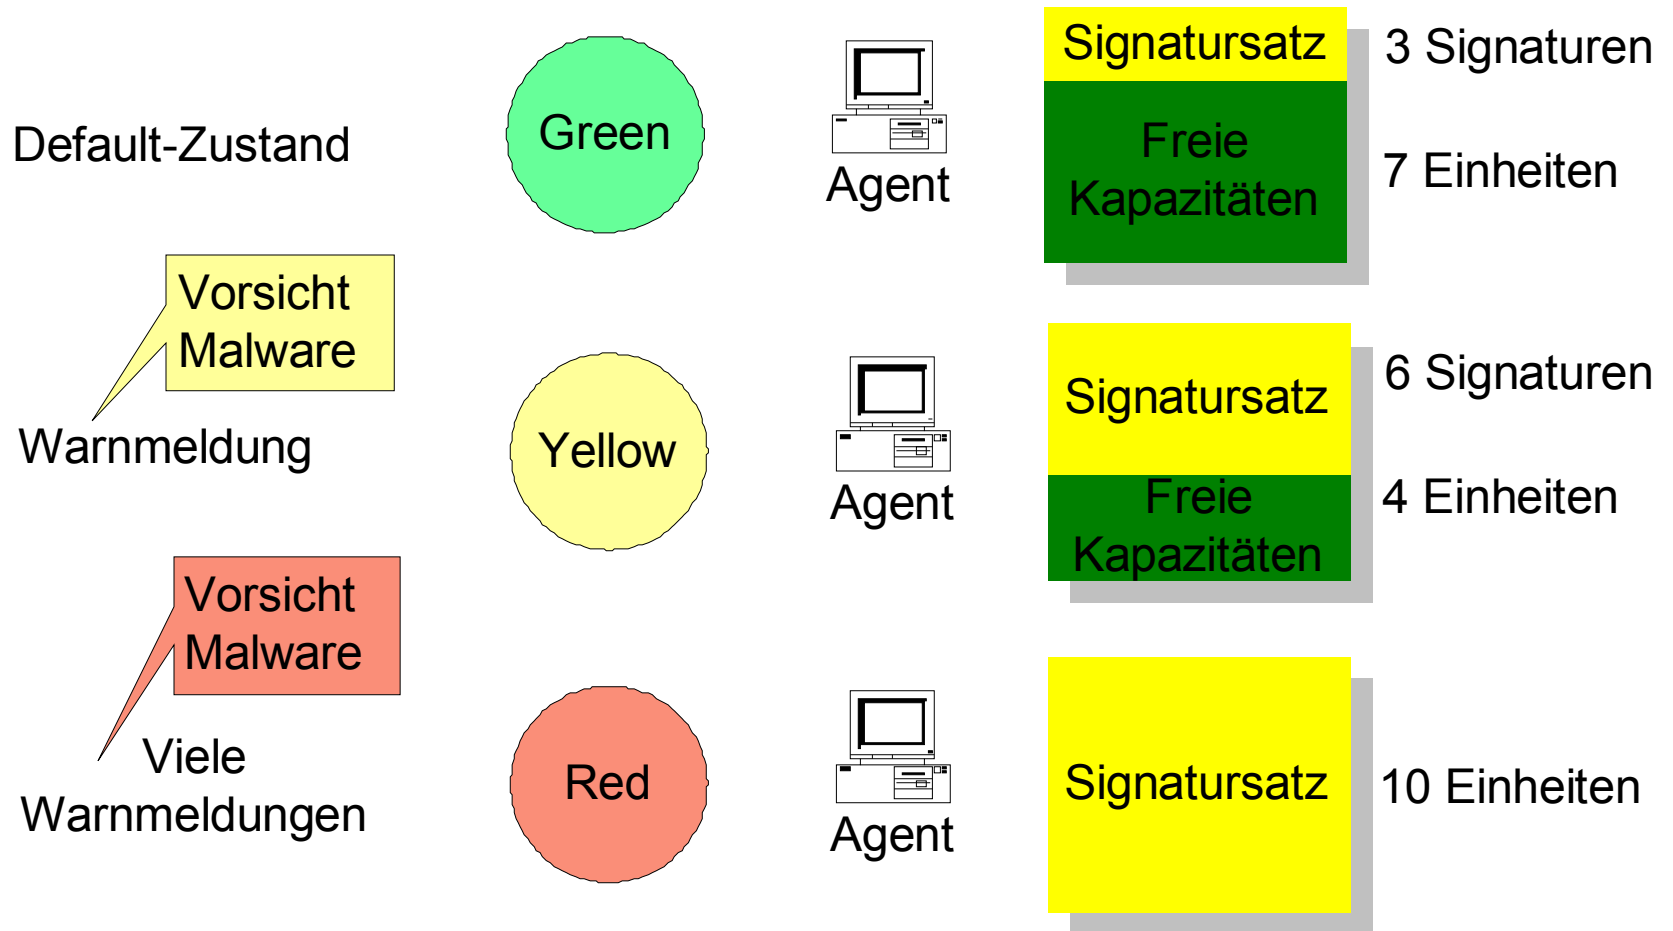 Default-Zustand
Green
Agent
Signatursatz
3 Signaturen
Freie
Kapazitäten
7 Einheiten
Vorsicht
Malware
Warnmeldung
Yellow
Agent
Signatursatz
6 Signaturen
Freie
Kapazitäten
4 Einheiten
Vorsicht
Malware
Viele
Warnmeldungen
Red
Agent
Signatursatz
10 Einheiten